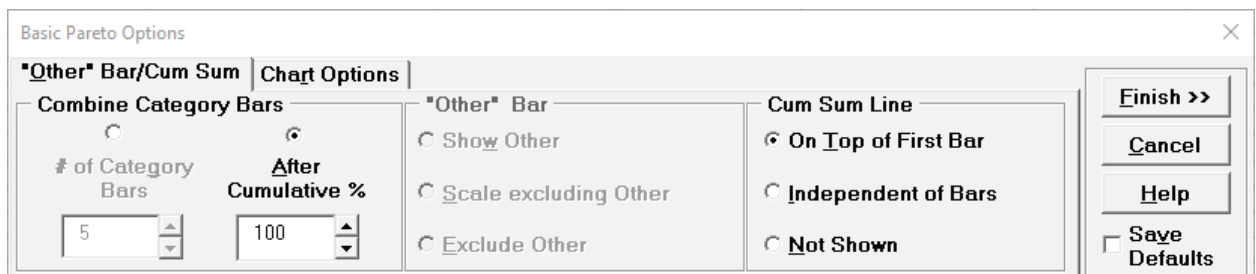 Basic Pareto Options
"Other" Bar/Cum Sum
Chart Options
Combine Category Bars
# of Category
Bars
5
After
Cumulative %
100
"Other" Bar
Show Other
Scale excluding Other
Exclude Other
Cum Sum Line
On Top of First Bar
Independent of Bars
Not Shown
Finish >>
Cancel
Help
Save
Defaults